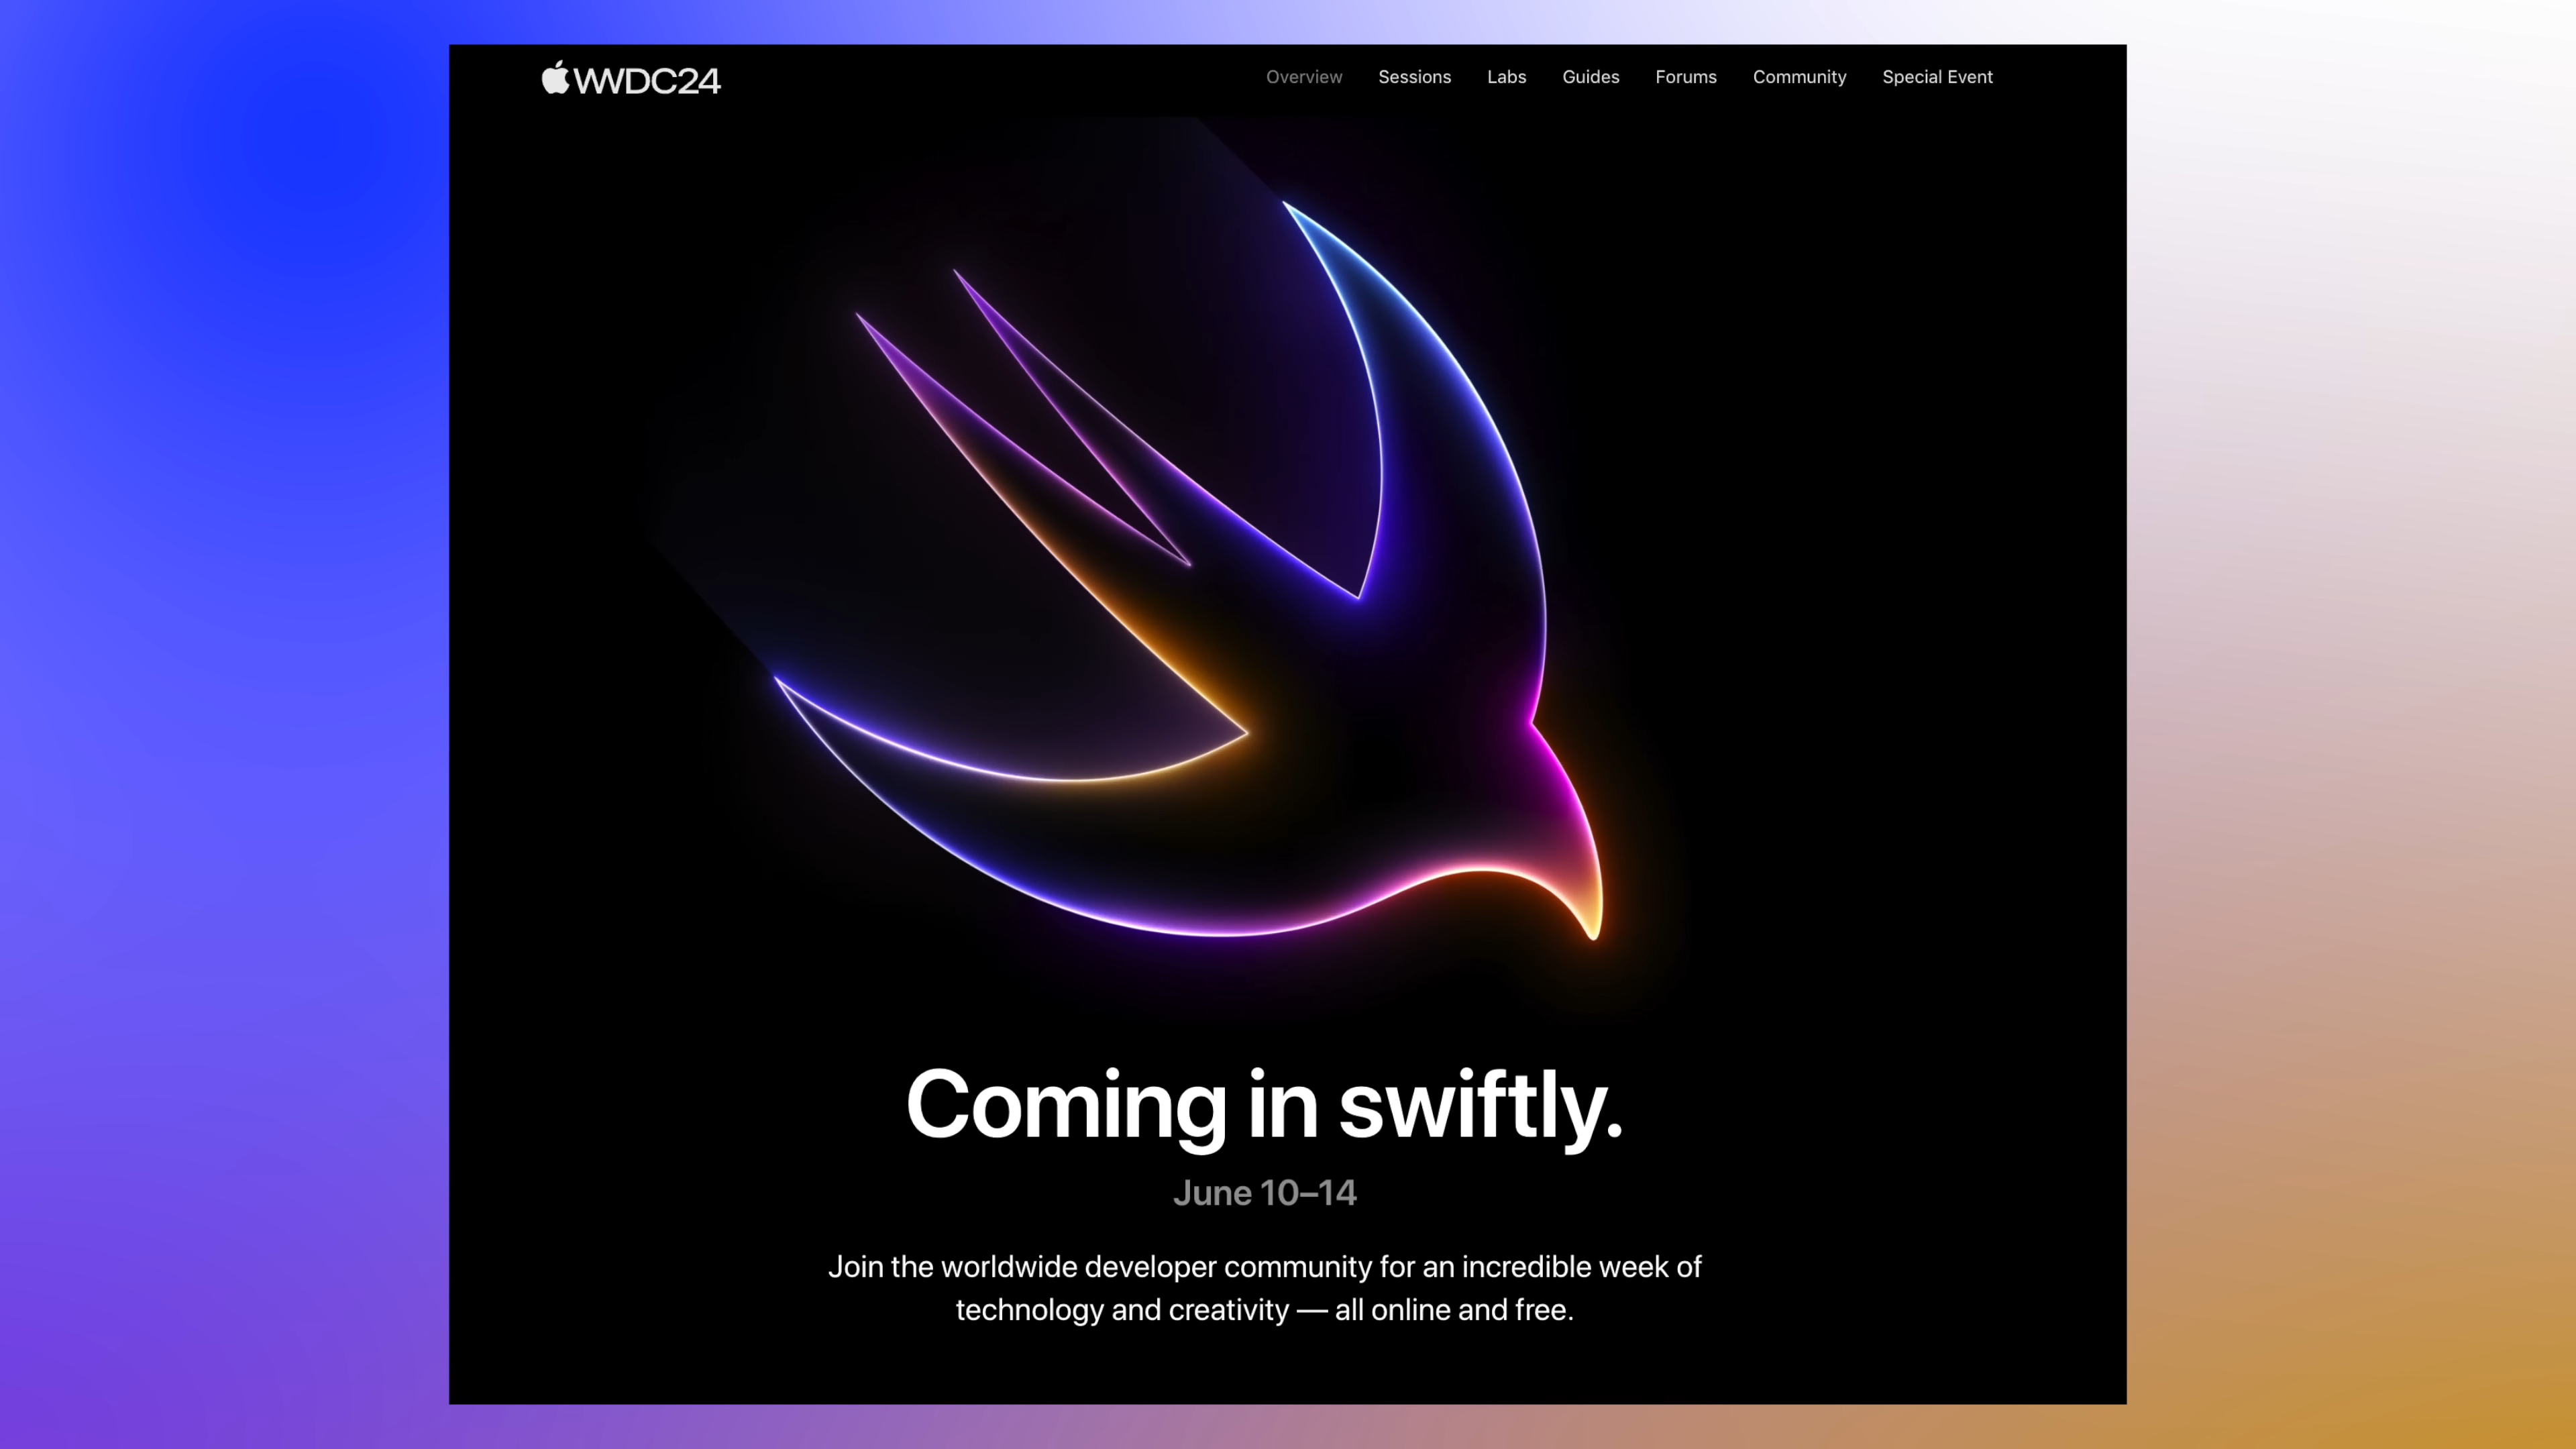 WWDC24
Overview Sessions Labs Guides Forums Community Special Event
Coming in swiftly.
June 10–14
Join the worldwide developer community for an incredible week of
technology and creativity — all online and free.